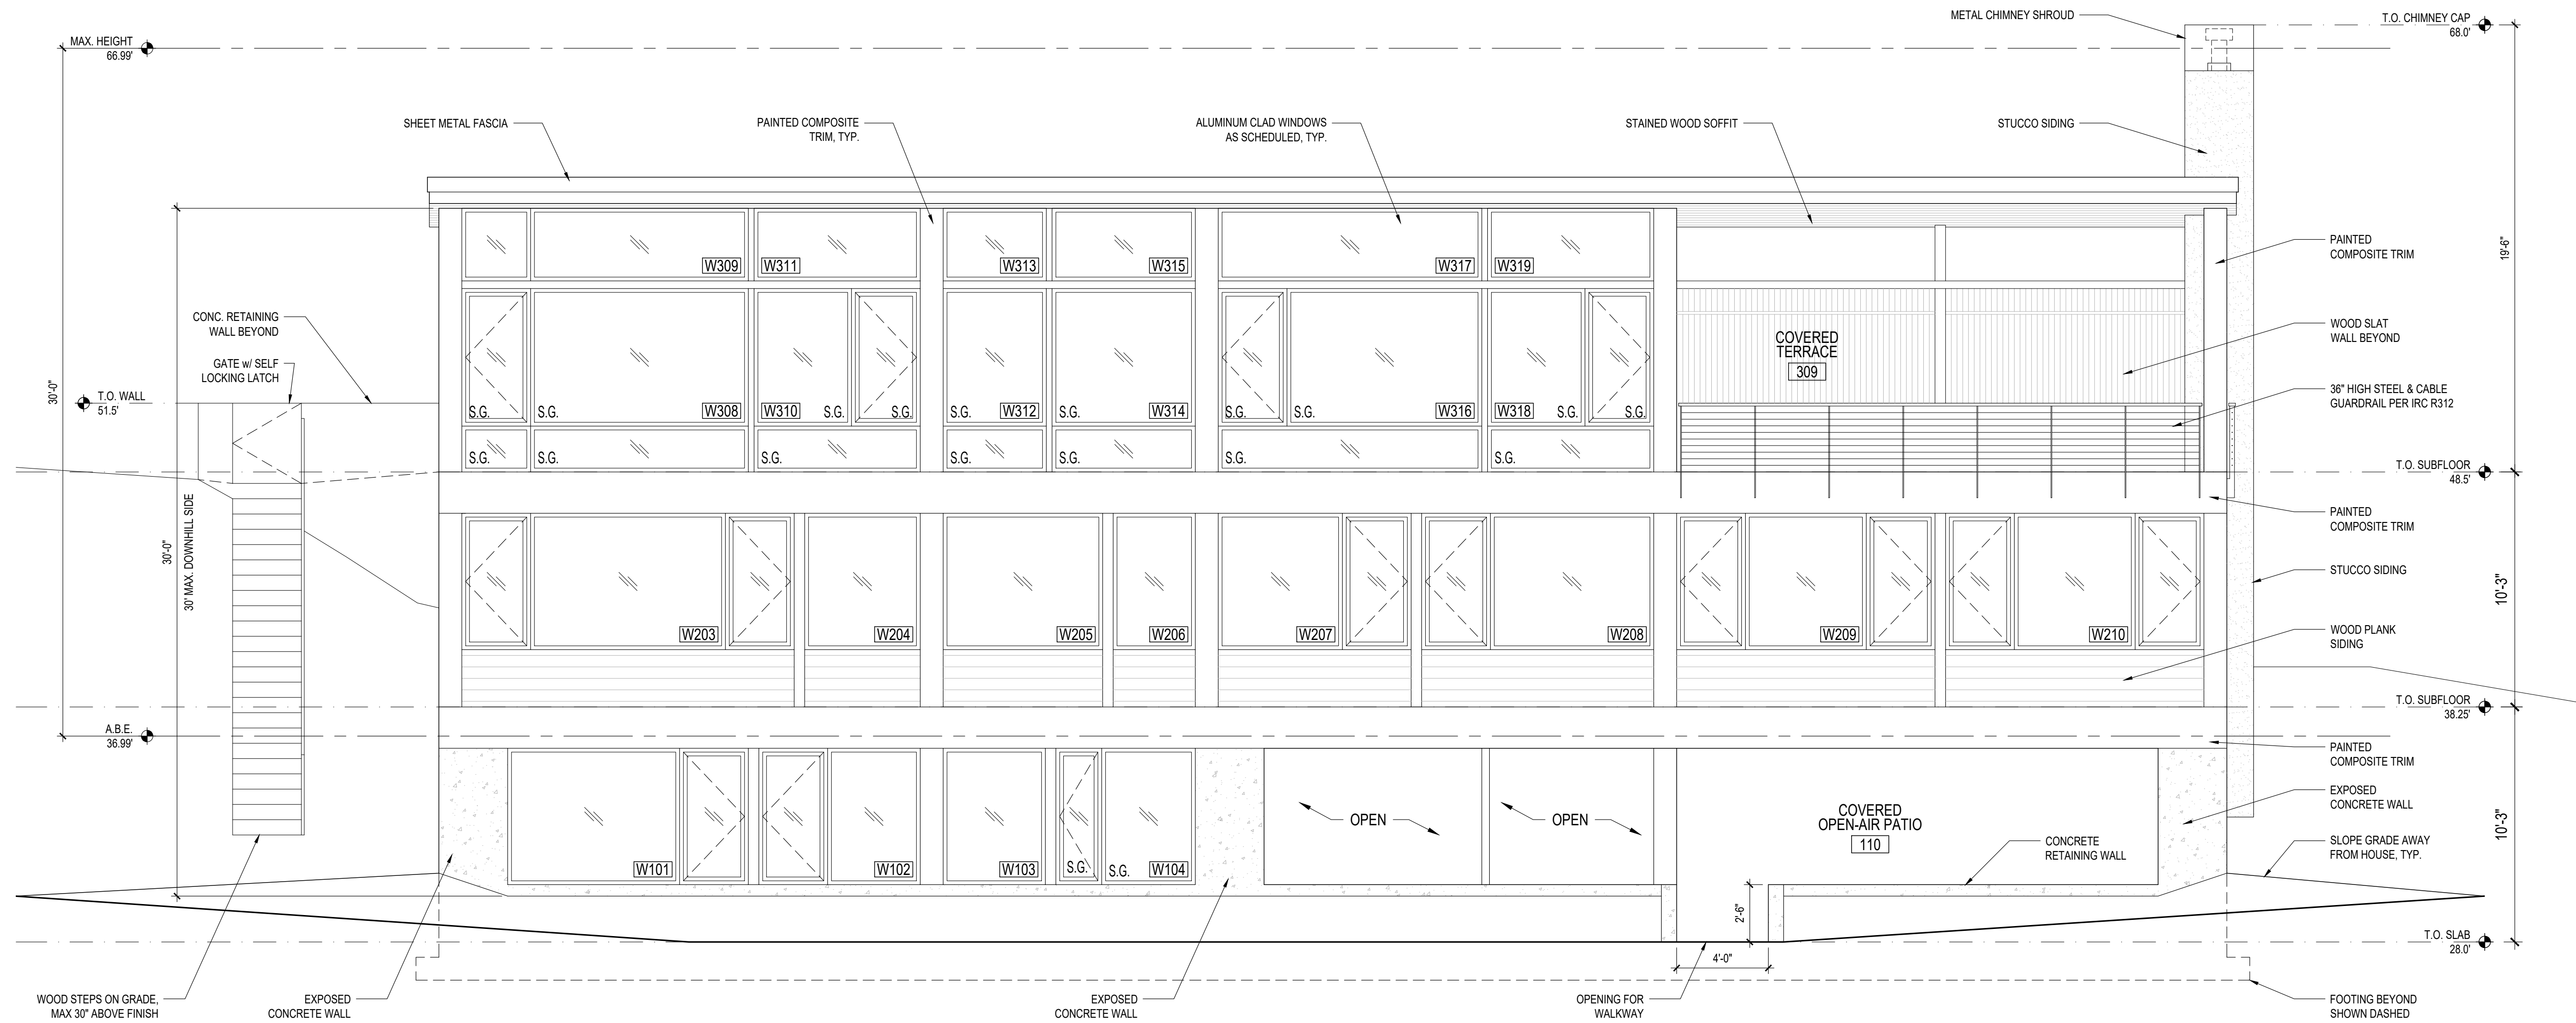 METAL CHIMNEY SHROUD
T.O. CHIMNEY CAP
68.0'
MAX. HEIGHT
66.99'
SHEET METAL FASCIA
PAINTED COMPOSITE
TRIM, TYP.
ALUMINUM CLAD WINDOWS
AS SCHEDULED, TYP.
STAINED WOOD SOFFIT
STUCCO SIDING
W309
W311
W313
W315
W317
W319
PAINTED
COMPOSITE TRIM
19'-6"
CONC. RETAINING
WALL BEYOND
GATE w/ SELF
LOCKING LATCH
COVERED
TERRACE
309
WOOD SLAT
WALL BEYOND
30'-0"
T.O. WALL
51.5'
36" HIGH STEEL & CABLE
GUARDRAIL PER IRC R312
S.G.
S.G.
W308
W310
S.G.
S.G.
S.G.
W312
S.G.
W314
S.G.
S.G.
W316
W318
S.G.
S.G.
S.G.
S.G.
S.G.
S.G.
S.G.
S.G.
S.G.
T.O. SUBFLOOR
48.5'
30'-0"
30' MAX. DOWNHILL SIDE
PAINTED
COMPOSITE TRIM
STUCCO SIDING
10'-3"
W203
W204
W205
W206
W207
W208
W209
W210
WOOD PLANK
SIDING
T.O. SUBFLOOR
38.25'
A.B.E.
36.99'
PAINTED
COMPOSITE TRIM
EXPOSED
CONCRETE WALL
OPEN
OPEN
COVERED
OPEN-AIR PATIO
110
10'-3"
CONCRETE
RETAINING WALL
SLOPE GRADE AWAY
FROM HOUSE, TYP.
W101
W102
W103
S.G.
S.G.
W104
2'-6"
T.O. SLAB
28.0'
4'-0"
WOOD STEPS ON GRADE,
MAX 30" ABOVE FINISH
EXPOSED
CONCRETE WALL
EXPOSED
CONCRETE WALL
OPENING FOR
WALKWAY
FOOTING BEYOND
SHOWN DASHED